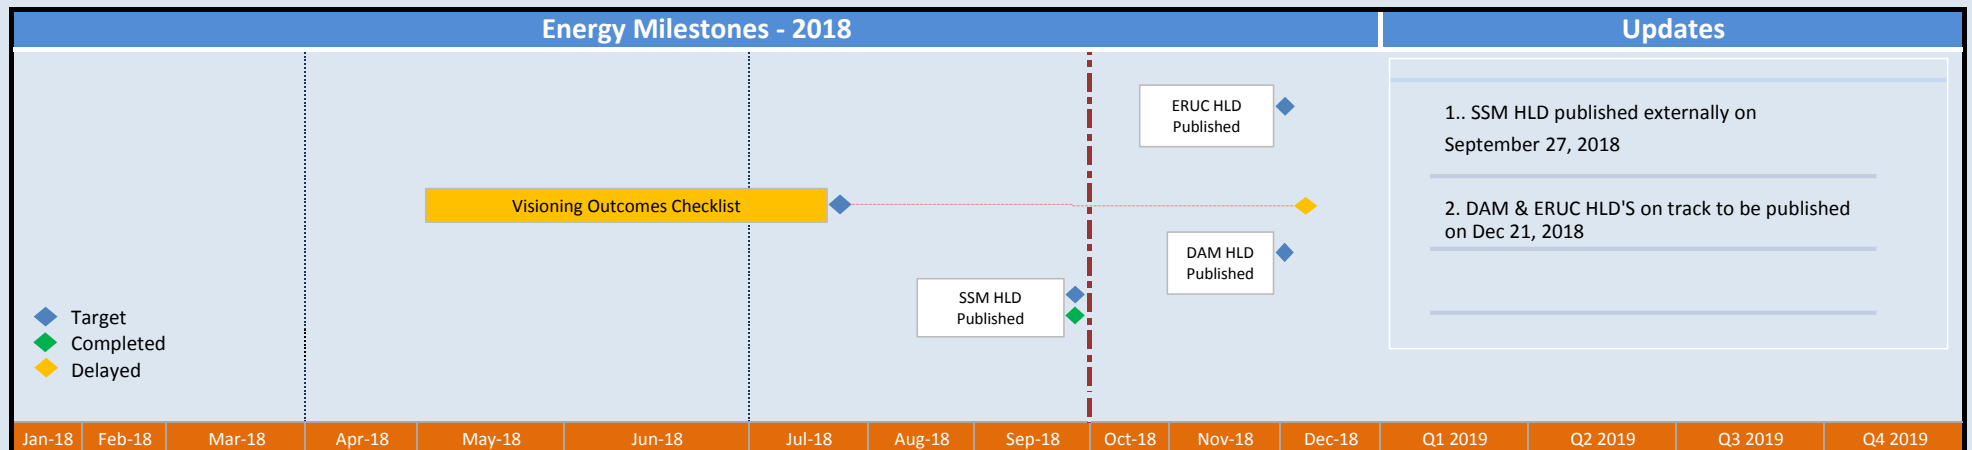 Energy Milestones - 2018
Updates
ERUC HLD
Published
1.. SSM HLD published externally on
September 27, 2018
Visioning Outcomes Checklist
2. DAM & ERUC HLD'S on track to be published
on Dec 21, 2018
DAM HLD
Published
SSM HLD
Published
Target
Completed
Delayed
Jan-18 Feb-18 Mar-18 Apr-18 May-18 Jun-18 Jul-18 Aug-18 Sep-18 Oct-18 Nov-18 Dec-18 Q1 2019 Q2 2019 Q3 2019 Q4 2019